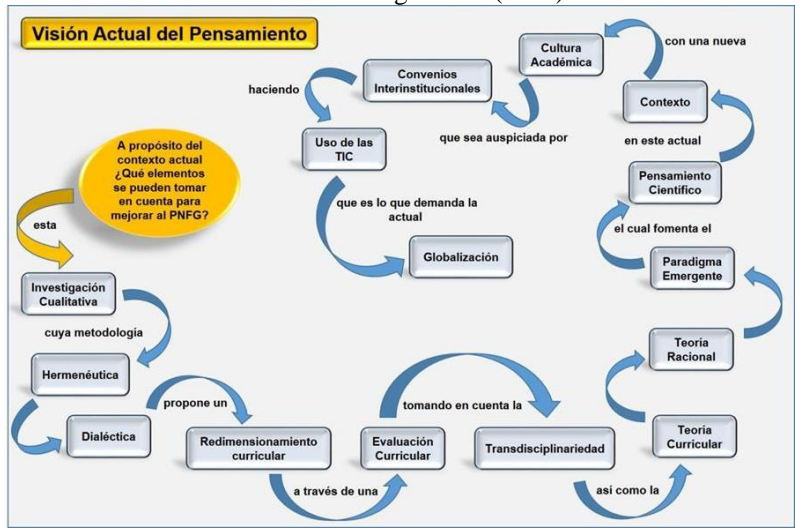 Visión Actual del Pensamiento
A propósito del
contexto actual
¿Qué elementos
se pueden tomar
en cuenta para
mejorar al PNFG?
esta
Investigación
Cualitativa
cuya metodología
Hermenéutica
Dialéctica
propone un
Redimensionamiento
curricular
a través de una
Evaluación
Curricular
tomando en cuenta la
Transdisciplinariedad
asi como la
Teoria
Curricular
Teoria
Racional
Paradigma
Emergente
el cual fomenta el
Pensamiento
Cientifico
en este actual
Contexto
con una nueva
Cultura
Académica
que sea auspiciada por
Convenios
Interinstitucionales
haciendo
Uso de las
TIC
que es lo que demanda la
actual
Globalización